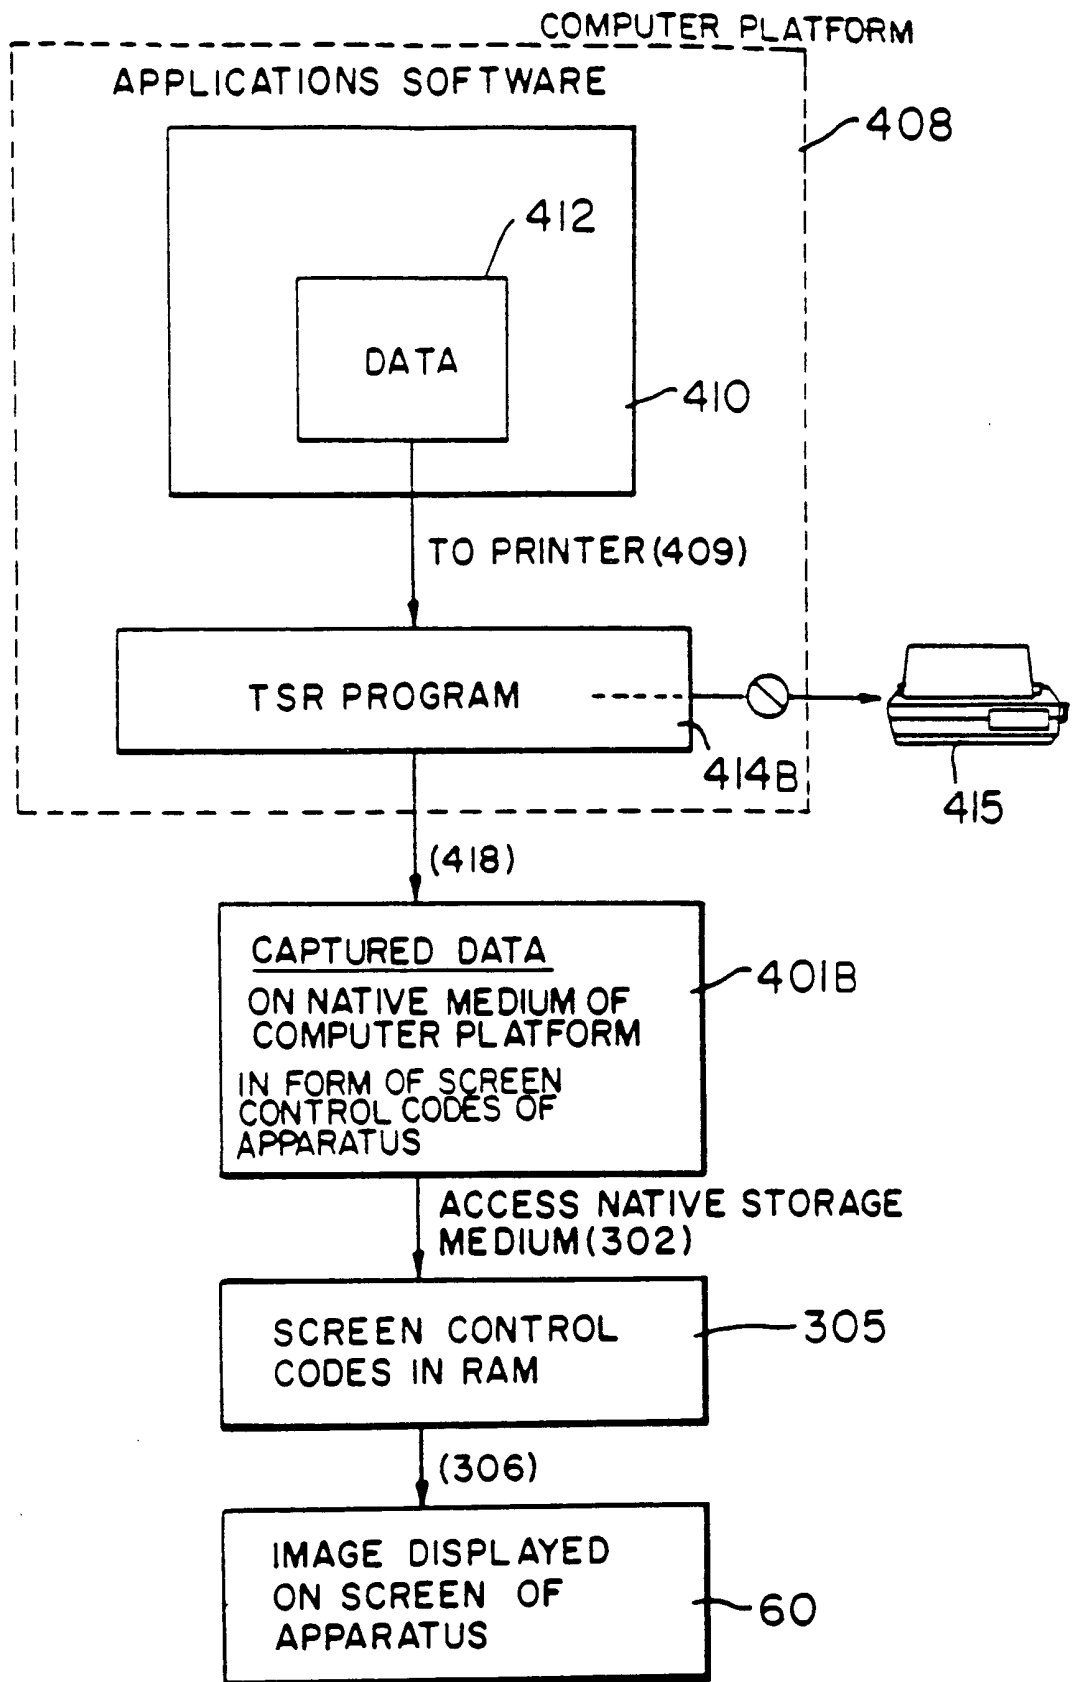 COMPUTER PLATFORM
APPLICATIONS SOFTWARE
408
412
DATA
410
TO PRINTER (409)
TSR PROGRAM
414B
415
(418)
CAPTURED DATA
ON NATIVE MEDIUM OF
COMPUTER PLATFORM
IN FORM OF SCREEN
CONTROL CODES OF
APPARATUS
401B
ACCESS NATIVE STORAGE
MEDIUM (302)
SCREEN CONTROL
CODES IN RAM
305
(306)
IMAGE DISPLAYED
ON SCREEN OF
APPARATUS
60